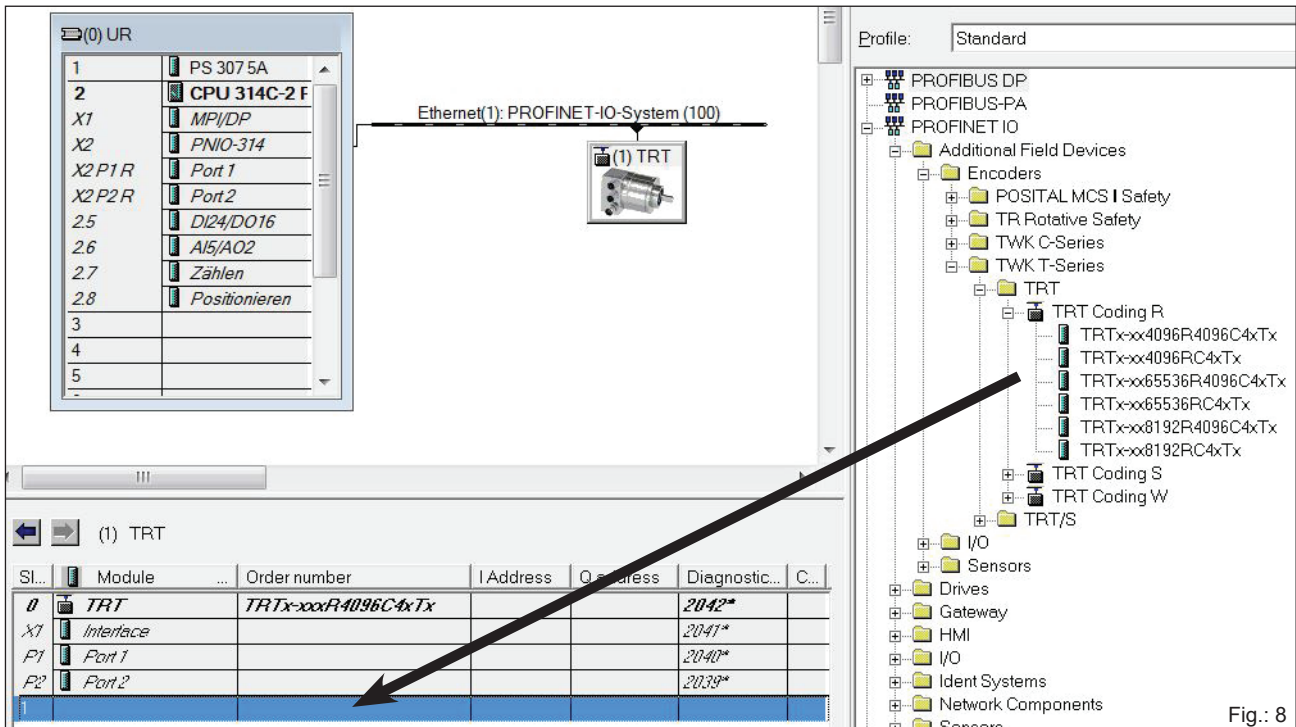 (0) UR
1 PS 307 5A
2 CPU 314C-2 P
X1 MPI/DP
X2 PNIO-314
X2 P1 R Port 1
X2 P2 R Port 2
2.5 DI24/DO16
2.6 AI5/AO2
2.7 Zählen
2.8 Positionieren
3
4
5
Ethernet(1): PROFINET-IO-System (100)
(1) TRT
(1) TRT
Sl... Module ... Order number I Address Q address Diagnostic... C...
0 TRT TRTx-xxxR4096C4xTx 2042*
X1 Interface 2041*
P1 Port 1 2040*
P2 Port 2 2039*
1
Profile: Standard
PROFIBUS DP
PROFIBUS-PA
PROFINET IO
Additional Field Devices
Encoders
POSITAL MCS I Safety
TR Rotative Safety
TWK C-Series
TWK T-Series
TRT
TRT Coding R
TRTx-xx4096R4096C4xTx
TRTx-xx4096RC4xTx
TRTx-xx65536R4096C4xTx
TRTx-xx65536RC4xTx
TRTx-xx8192R4096C4xTx
TRTx-xx8192RC4xTx
TRT Coding S
TRT Coding W
TRT/S
I/O
Sensors
Drives
Gateway
HMI
I/O
Ident Systems
Network Components
Sensors
Fig.: 8